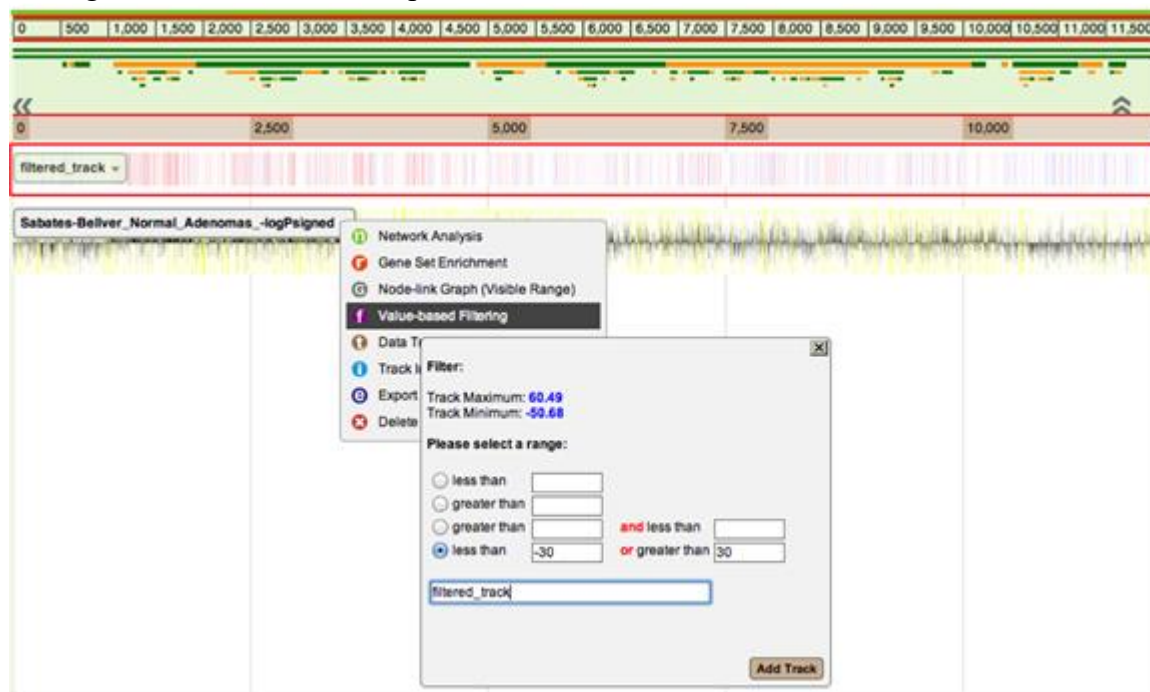 0 500 1,000 1,500 2,000 2,500 3,000 3,500 4,000 4,500 5,000 5,500 6,000 6,500 7,000 7,500 8,000 8,500 9,000 9,500 10,000 10,500 11,000 11,500
0 2,500 5,000 7,500 10,000
filtered_track
Sabates-Bellver_Normal_Adenomas_-logPsigned
Network Analysis
Gene Set Enrichment
Node-link Graph (Visible Range)
f Value-based Filtering
Data
Track
Export
Delete
Filter:
Track Maximum: 60.49
Track Minimum: -50.68
Please select a range:
less than
greater than
greater than and less than
less than -30 or greater than 30
filtered_track
Add Track